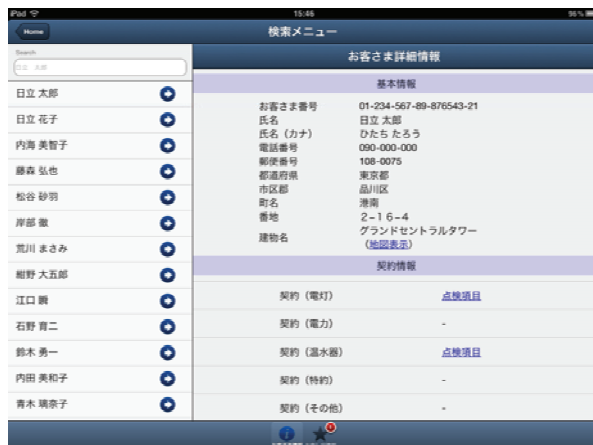 iPad
15:46
96%
Home
検索メニュー
Search
日立 太郎
お客さま詳細情報
日立 太郎
日立 花子
内海 美智子
藤森 弘也
松谷 砂羽
岸部 徹
荒川 まさみ
紺野 大五郎
江口 瞬
石野 育二
鈴木 勇一
内田 美和子
青木 璃奈子
基本情報
お客さま番号 01-234-567-89-876543-21
氏名 日立 太郎
氏名（カナ） ひたち たろう
電話番号 090-000-000
郵便番号 108-0075
都道府県 東京都
市区郡 品川区
町名 港南
番地 2-16-4
建物名 グランドセントラルタワー
（地図表示）
契約情報
契約（電灯） 点検項目
契約（電力） -
契約（温水器） 点検項目
契約（特約） -
契約（その他） -